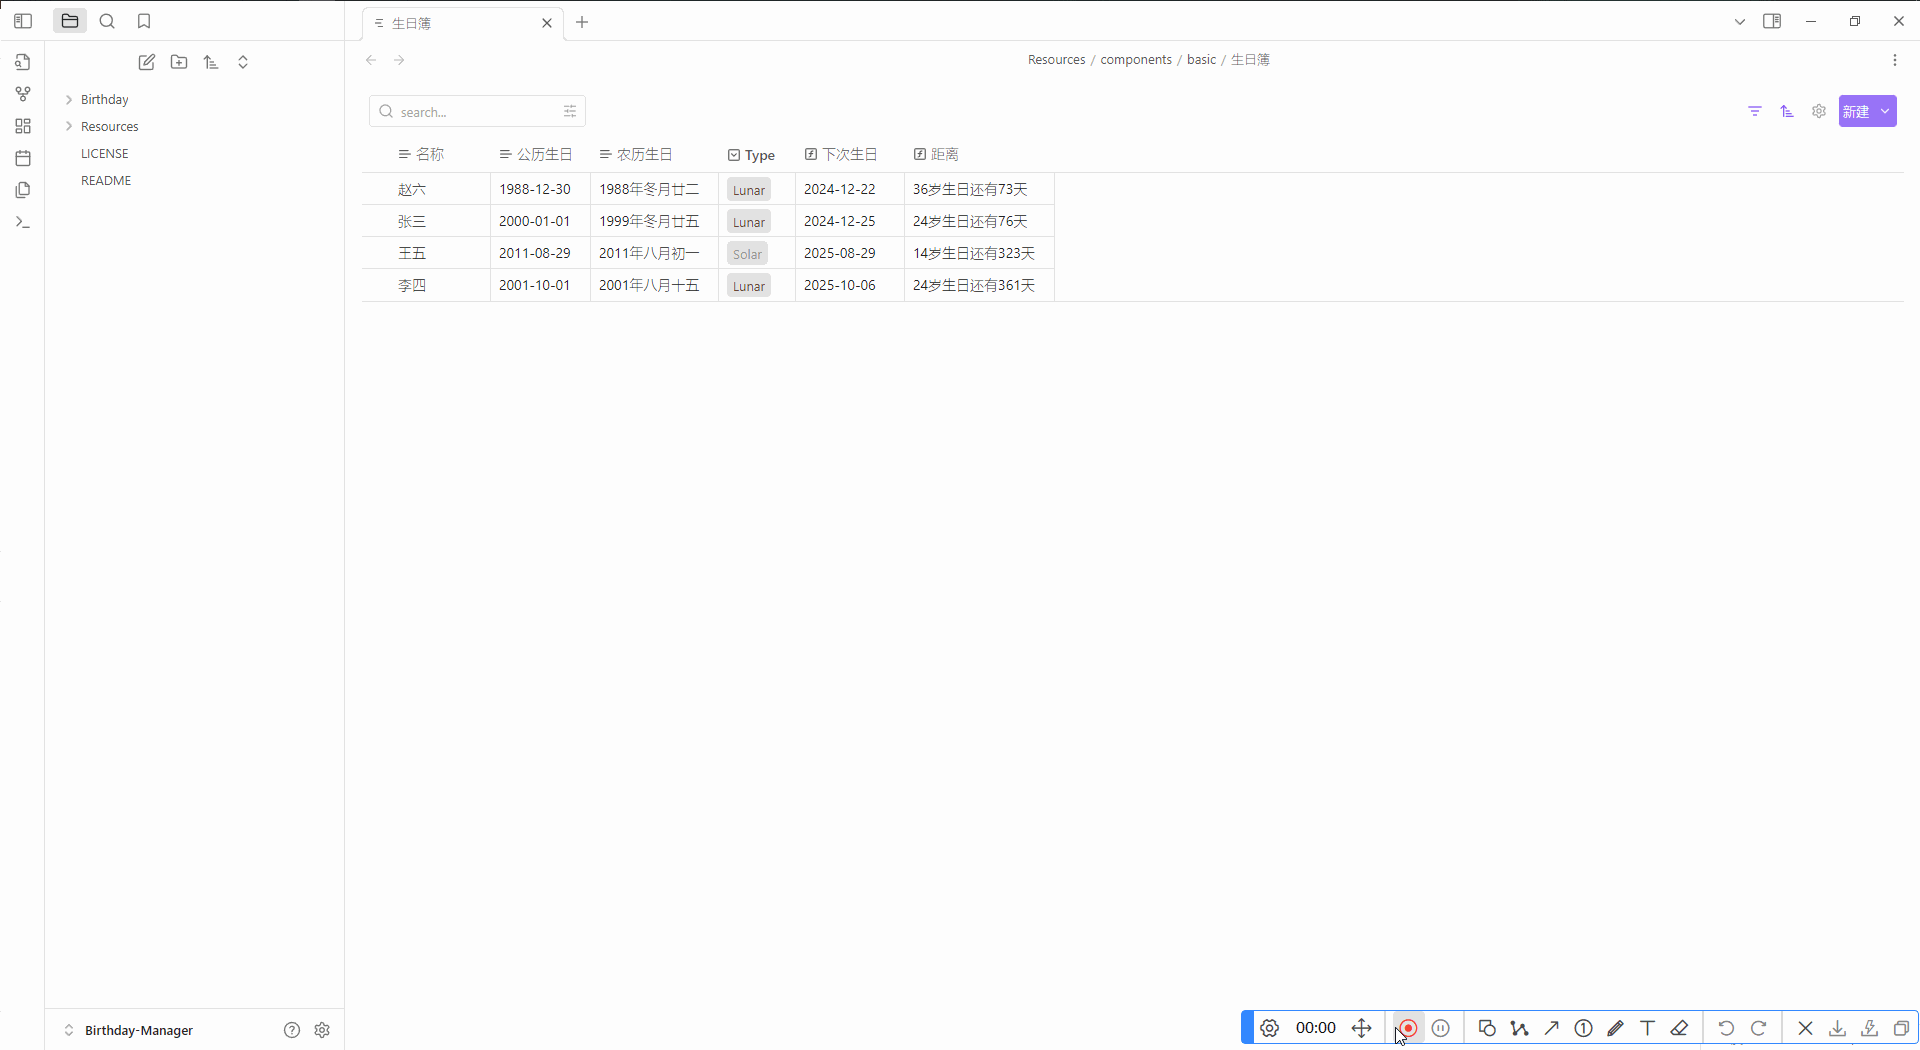 生日簿
Resources / components / basic / 生日簿
Birthday
Resources
LICENSE
README
search...
新建
名称 公历生日 农历生日 Type 下次生日 距离
赵六 1988-12-30 1988年冬月廿二 Lunar 2024-12-22 36岁生日还有73天
张三 2000-01-01 1999年冬月廿五 Lunar 2024-12-25 24岁生日还有76天
王五 2011-08-29 2011年八月初一 Solar 2025-08-29 14岁生日还有323天
李四 2001-10-01 2001年八月十五 Lunar 2025-10-06 24岁生日还有361天
Birthday-Manager
00:00